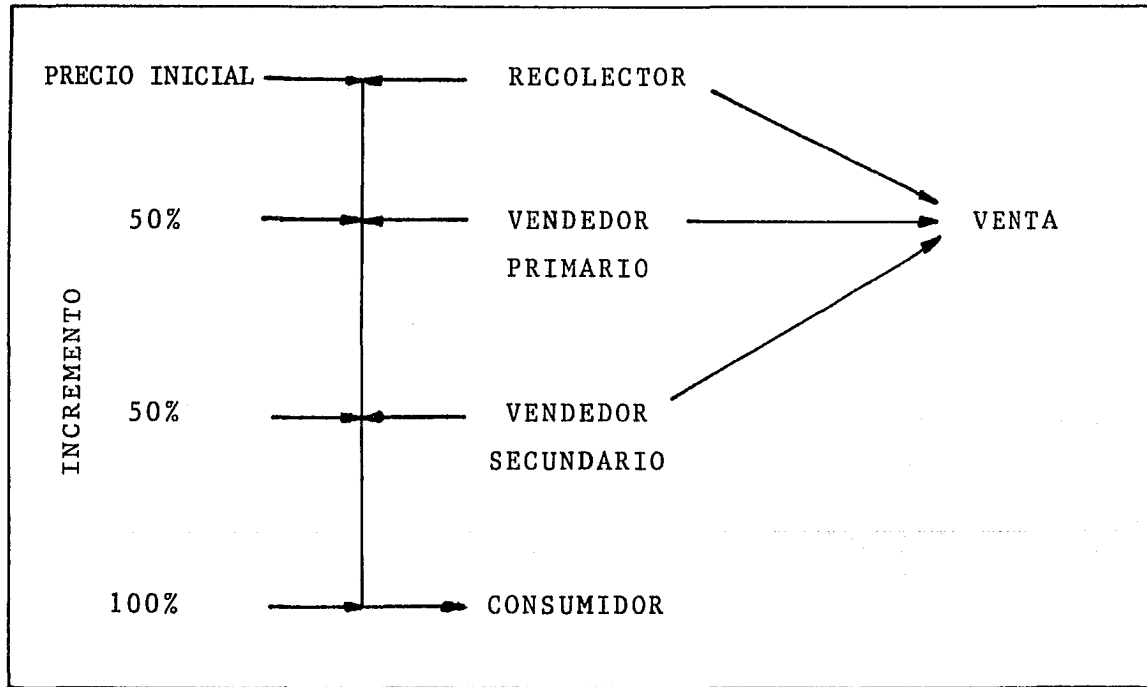 PRECIO INICIAL RECOLECTOR
50% VENDEDOR VENTA
PRIMARIO
INCREMENTO
50% VENDEDOR
SECUNDARIO
100% CONSUMIDOR